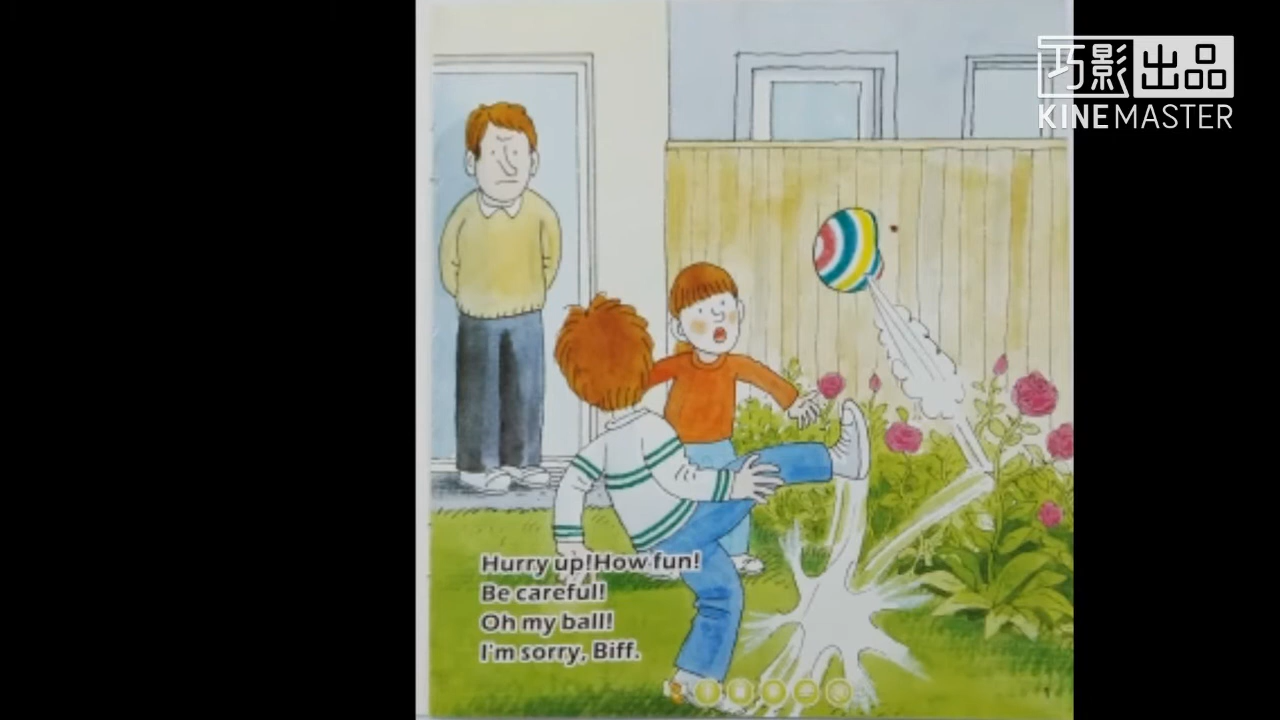 巧影出品
KINEMASTER
Hurry up!How fun!
Be careful!
Oh my ball!
I'm sorry, Biff.